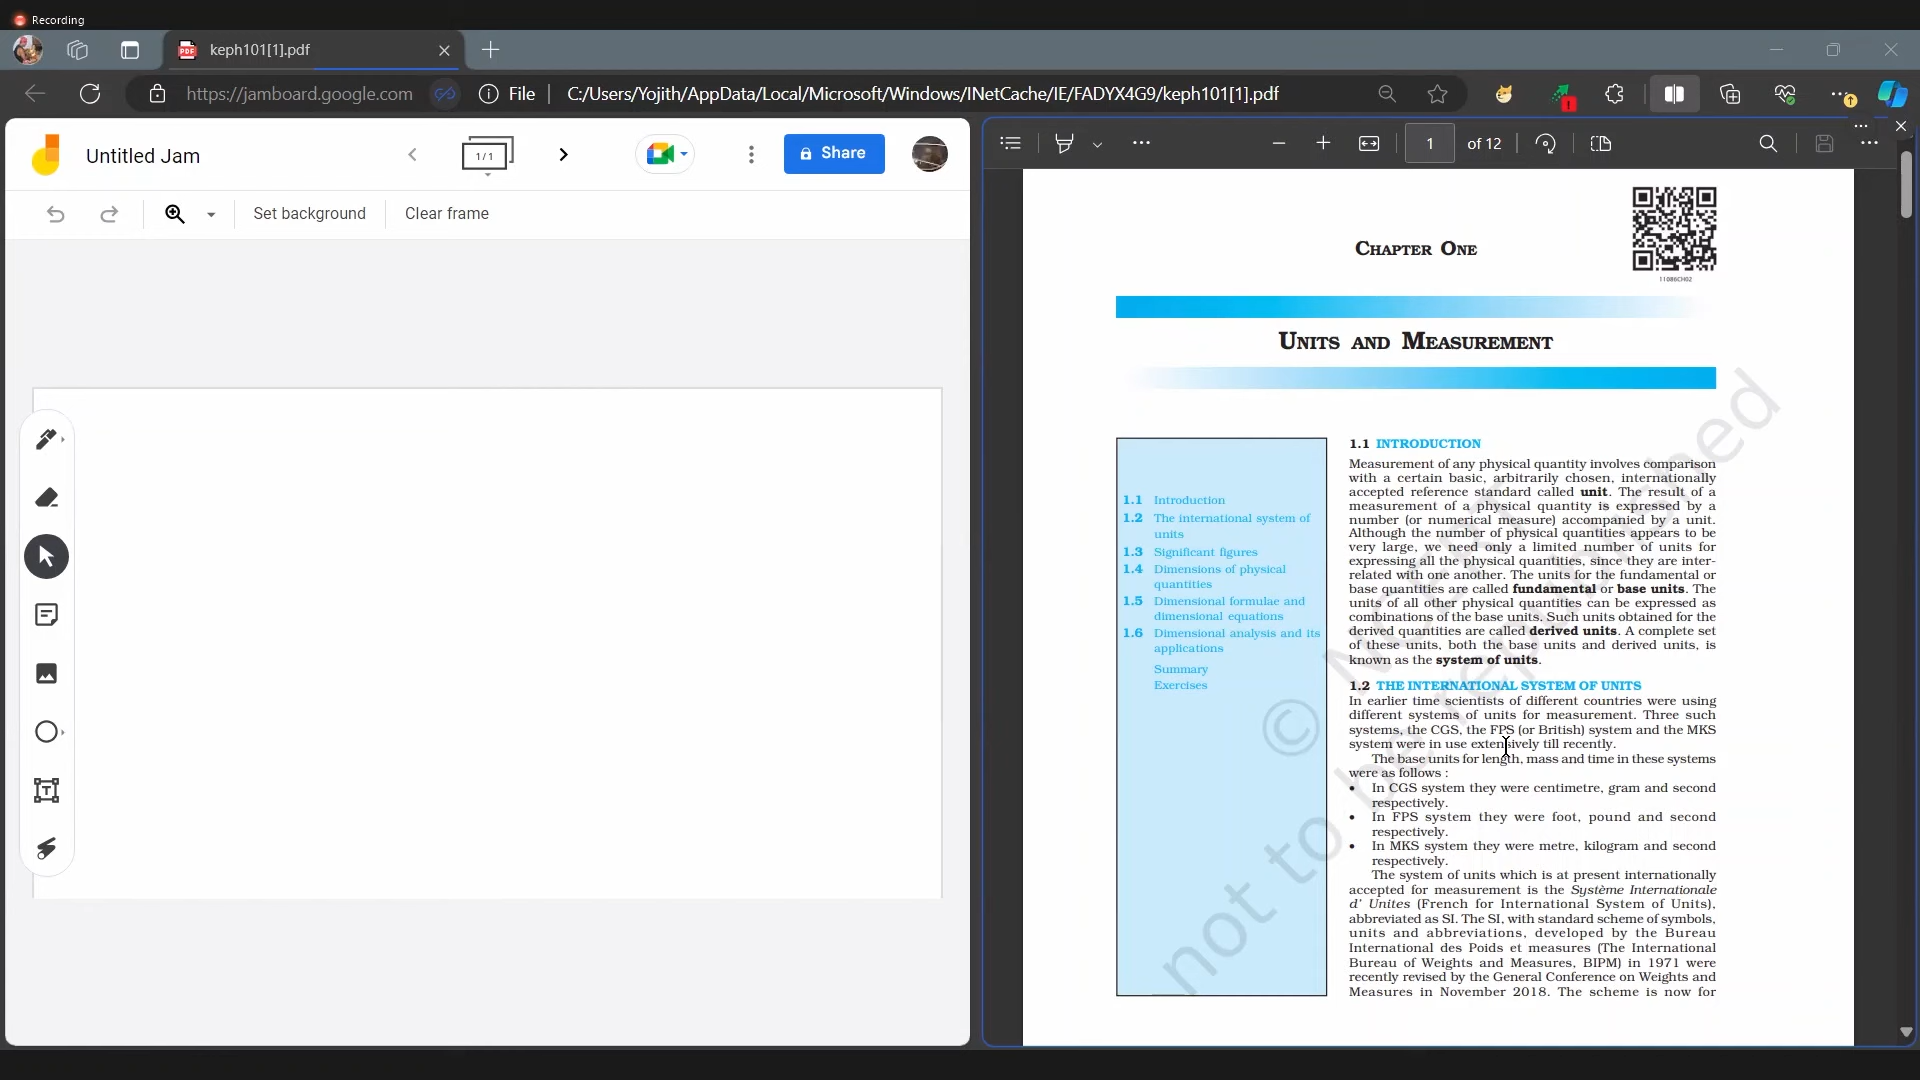 Recording
keph101[1].pdf
https://jamboard.google.com
File
C:/Users/Yojith/AppData/Local/Microsoft/Windows/INetCache/IE/FADYX4G9/keph101[1].pdf
Untitled Jam
1/1
Share
Set background
Clear frame
1 of 12
CHAPTER ONE
11086CH02
UNITS AND MEASUREMENT
1.1 Introduction
1.2 The international system of
units
1.3 Significant figures
1.4 Dimensions of physical
quantities
1.5 Dimensional formulae and
dimensional equations
1.6 Dimensional analysis and its
applications
Summary
Exercises
1.1 INTRODUCTION
Measurement of any physical quantity involves comparison
with a certain basic, arbitrarily chosen, internationally
accepted reference standard called unit. The result of a
measurement of a physical quantity is expressed by a
number (or numerical measure) accompanied by a unit.
Although the number of physical quantities appears to be
very large, we need only a limited number of units for
expressing all the physical quantities, since they are inter-
related with one another. The units for the fundamental or
base quantities are called fundamental or base units. The
units of all other physical quantities can be expressed as
combinations of the base units. Such units obtained for the
derived quantities are called derived units. A complete set
of these units, both the base units and derived units, is
known as the system of units.
1.2 THE INTERNATIONAL SYSTEM OF UNITS
In earlier time scientists of different countries were using
different systems of units for measurement. Three such
systems, the CGS, the FPS (or British) system and the MKS
system were in use extensively till recently.
The base units for length, mass and time in these systems
were as follows :
• In CGS system they were centimetre, gram and second
respectively.
• In FPS system they were foot, pound and second
respectively.
• In MKS system they were metre, kilogram and second
respectively.
The system of units which is at present internationally
accepted for measurement is the Système Internationale
d' Unites (French for International System of Units),
abbreviated as SI. The SI, with standard scheme of symbols,
units and abbreviations, developed by the Bureau
International des Poids et measures (The International
Bureau of Weights and Measures, BIPM) in 1971 were
recently revised by the General Conference on Weights and
Measures in November 2018. The scheme is now for
© NCERT
not to be republished